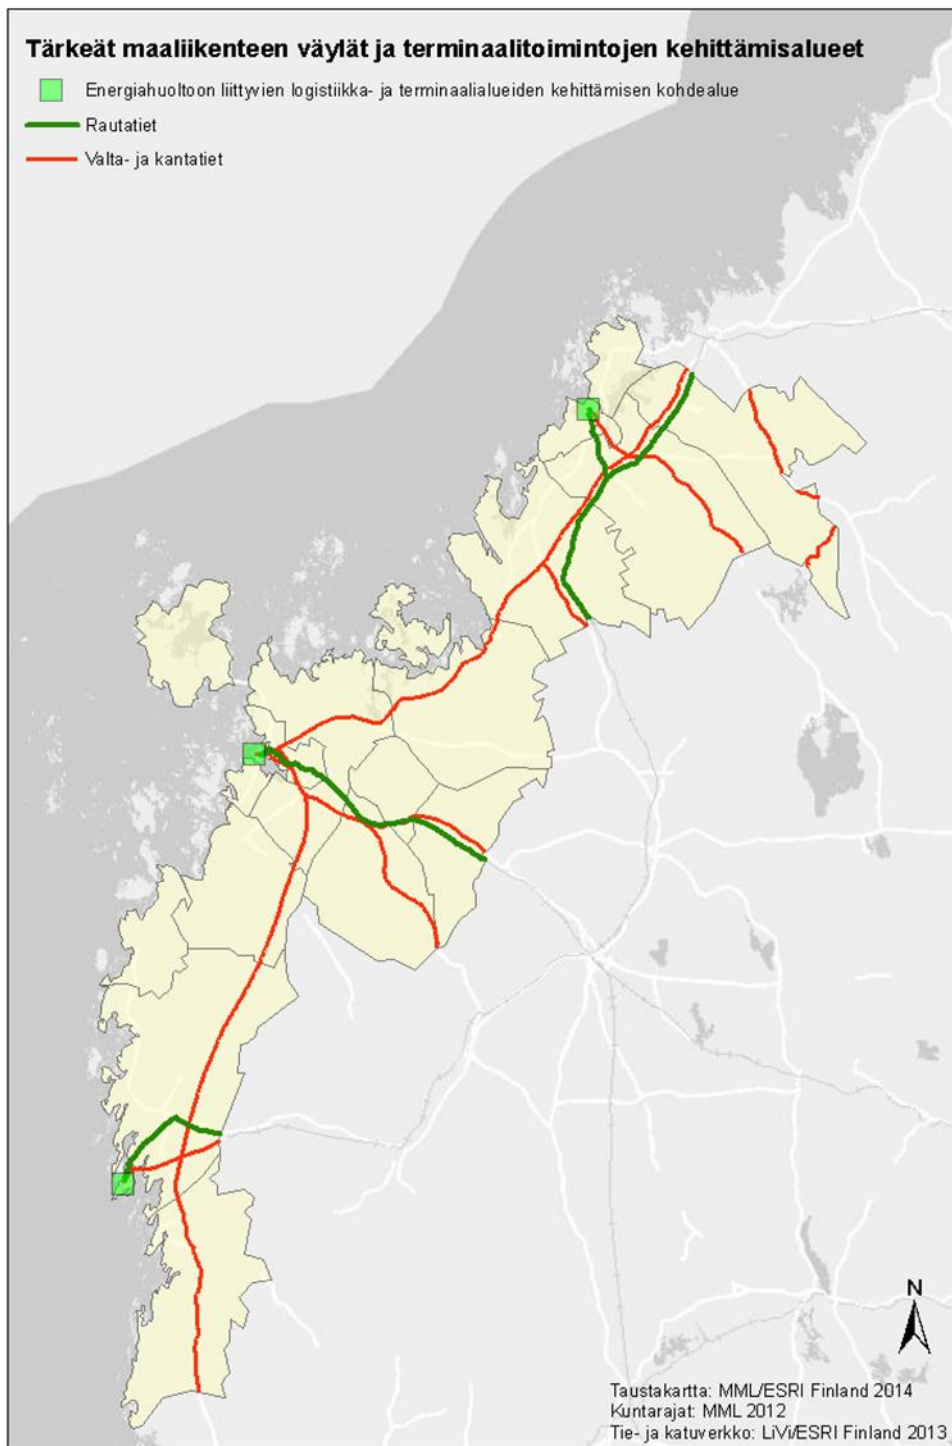 Tärkeät maaliikenteen väylät ja terminaalitoimintojen kehittämisalueet
Energiahuoltoon liittyvien logistiikka- ja terminaalialueiden kehittämisen kohdealue
Rautatiet
Valta- ja kantatiet
N
Taustakartta: MML/ESRI Finland 2014
Kuntarajat: MML 2012
Tie- ja katuverkko: LiVi/ESRI Finland 2013